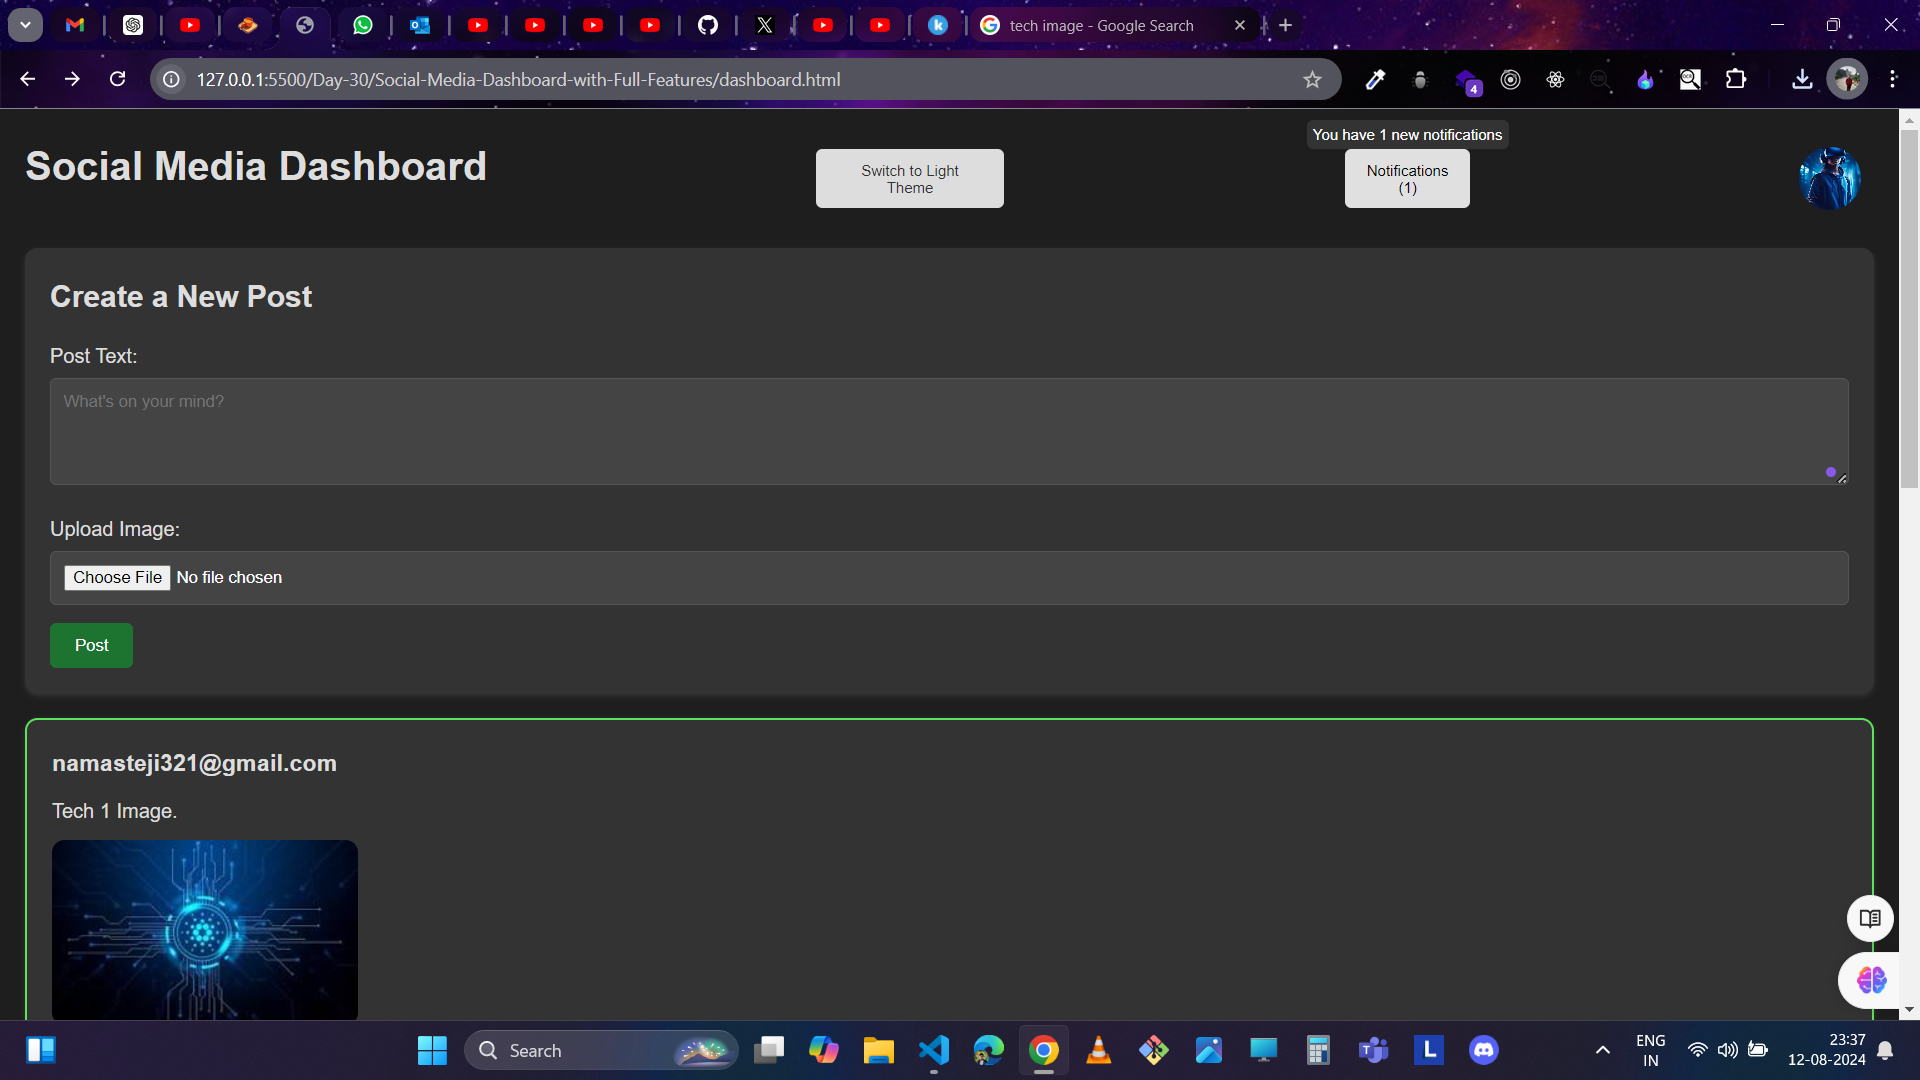 tech image - Google Search
127.0.0.1:5500/Day-30/Social-Media-Dashboard-with-Full-Features/dashboard.html
4
You have 1 new notifications
Social Media Dashboard
Switch to Light
Theme
Notifications
(1)
Create a New Post
Post Text:
What's on your mind?
Upload Image:
Choose File No file chosen
Post
namasteji321@gmail.com
Tech 1 Image.
Search
L
ENG
IN
23:37
12-08-2024